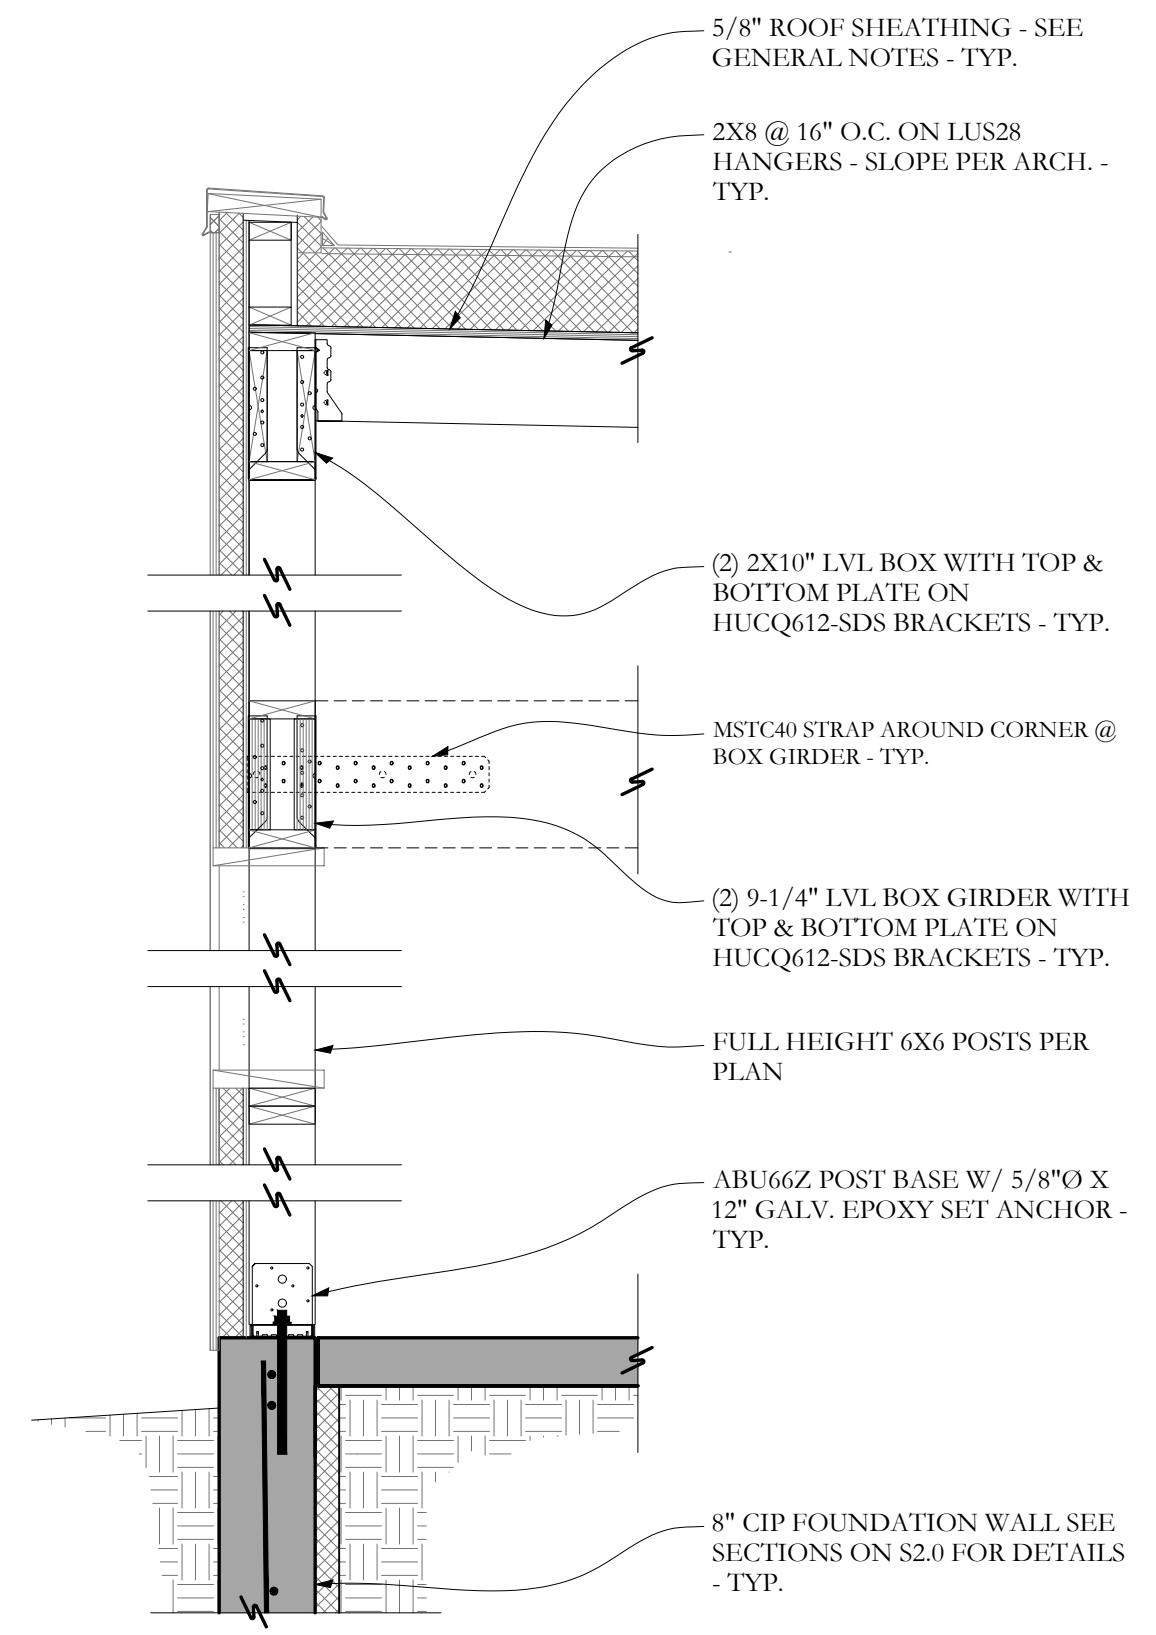 5/8" ROOF SHEATHING - SEE
GENERAL NOTES - TYP.
2X8 @ 16" O.C. ON LUS28
HANGERS - SLOPE PER ARCH. -
TYP.
(2) 2X10" LVL BOX WITH TOP &
BOTTOM PLATE ON
HUCQ612-SDS BRACKETS - TYP.
MSTC40 STRAP AROUND CORNER @
BOX GIRDER - TYP.
(2) 9-1/4" LVL BOX GIRDER WITH
TOP & BOTTOM PLATE ON
HUCQ612-SDS BRACKETS - TYP.
FULL HEIGHT 6X6 POSTS PER
PLAN
ABU66Z POST BASE W/ 5/8"Ø X
12" GALV. EPOXY SET ANCHOR -
TYP.
8" CIP FOUNDATION WALL SEE
SECTIONS ON S2.0 FOR DETAILS
- TYP.